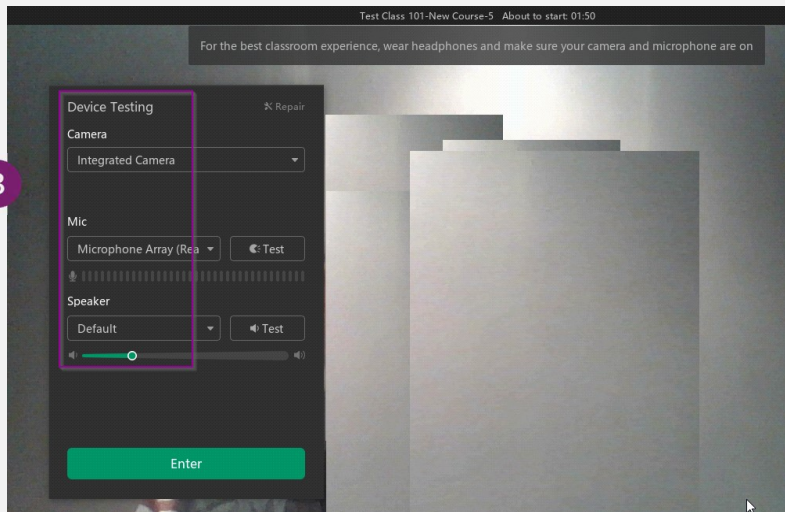 Test Class 101-New Course-5 About to start: 01:50
For the best classroom experience, wear headphones and make sure your camera and microphone are on
Device Testing
Repair
Camera
Integrated Camera
Mic
Microphone Array (Rea
Test
Speaker
Default
Test
Enter